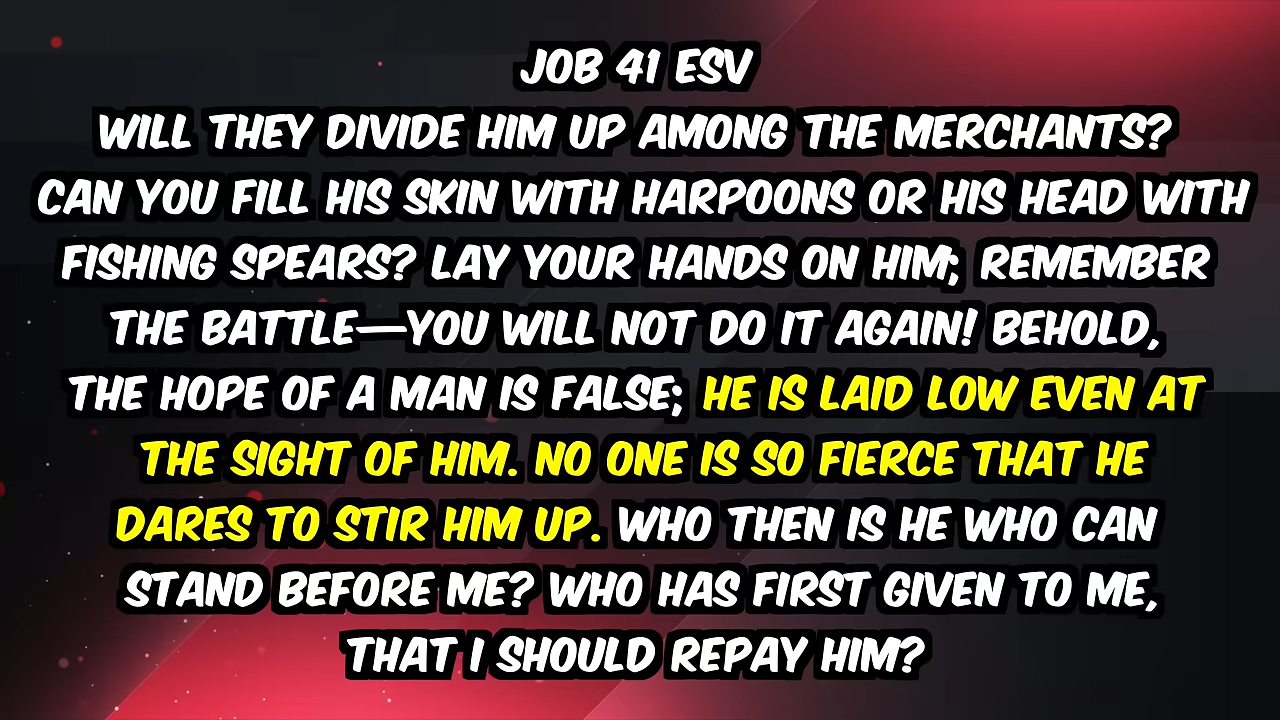 JOB 41 ESV
WILL THEY DIVIDE HIM UP AMONG THE MERCHANTS?
CAN YOU FILL HIS SKIN WITH HARPOONS OR HIS HEAD WITH
FISHING SPEARS? LAY YOUR HANDS ON HIM; REMEMBER
THE BATTLE—YOU WILL NOT DO IT AGAIN! BEHOLD,
THE HOPE OF A MAN IS FALSE; HE IS LAID LOW EVEN AT
THE SIGHT OF HIM. NO ONE IS SO FIERCE THAT HE
DARES TO STIR HIM UP. WHO THEN IS HE WHO CAN
STAND BEFORE ME? WHO HAS FIRST GIVEN TO ME,
THAT I SHOULD REPAY HIM?